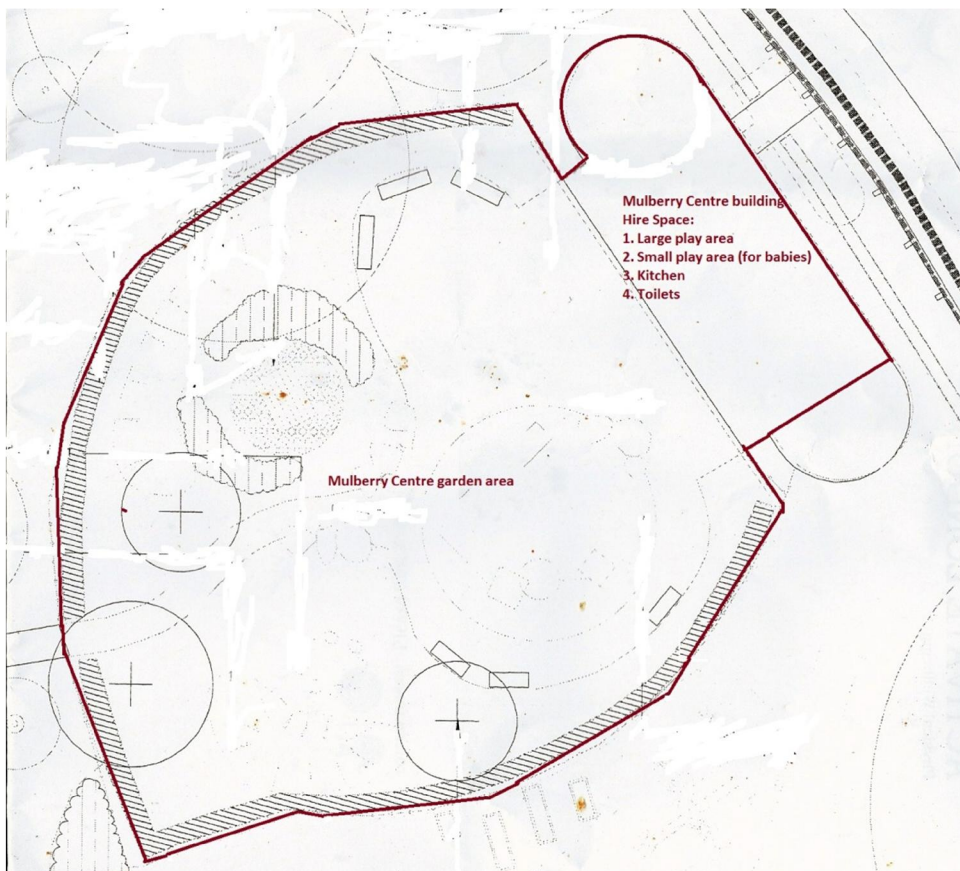 Mulberry Centre building
Hire Space:
1. Large play area
2. Small play area (for babies)
3. Kitchen
4. Toilets
Mulberry Centre garden area